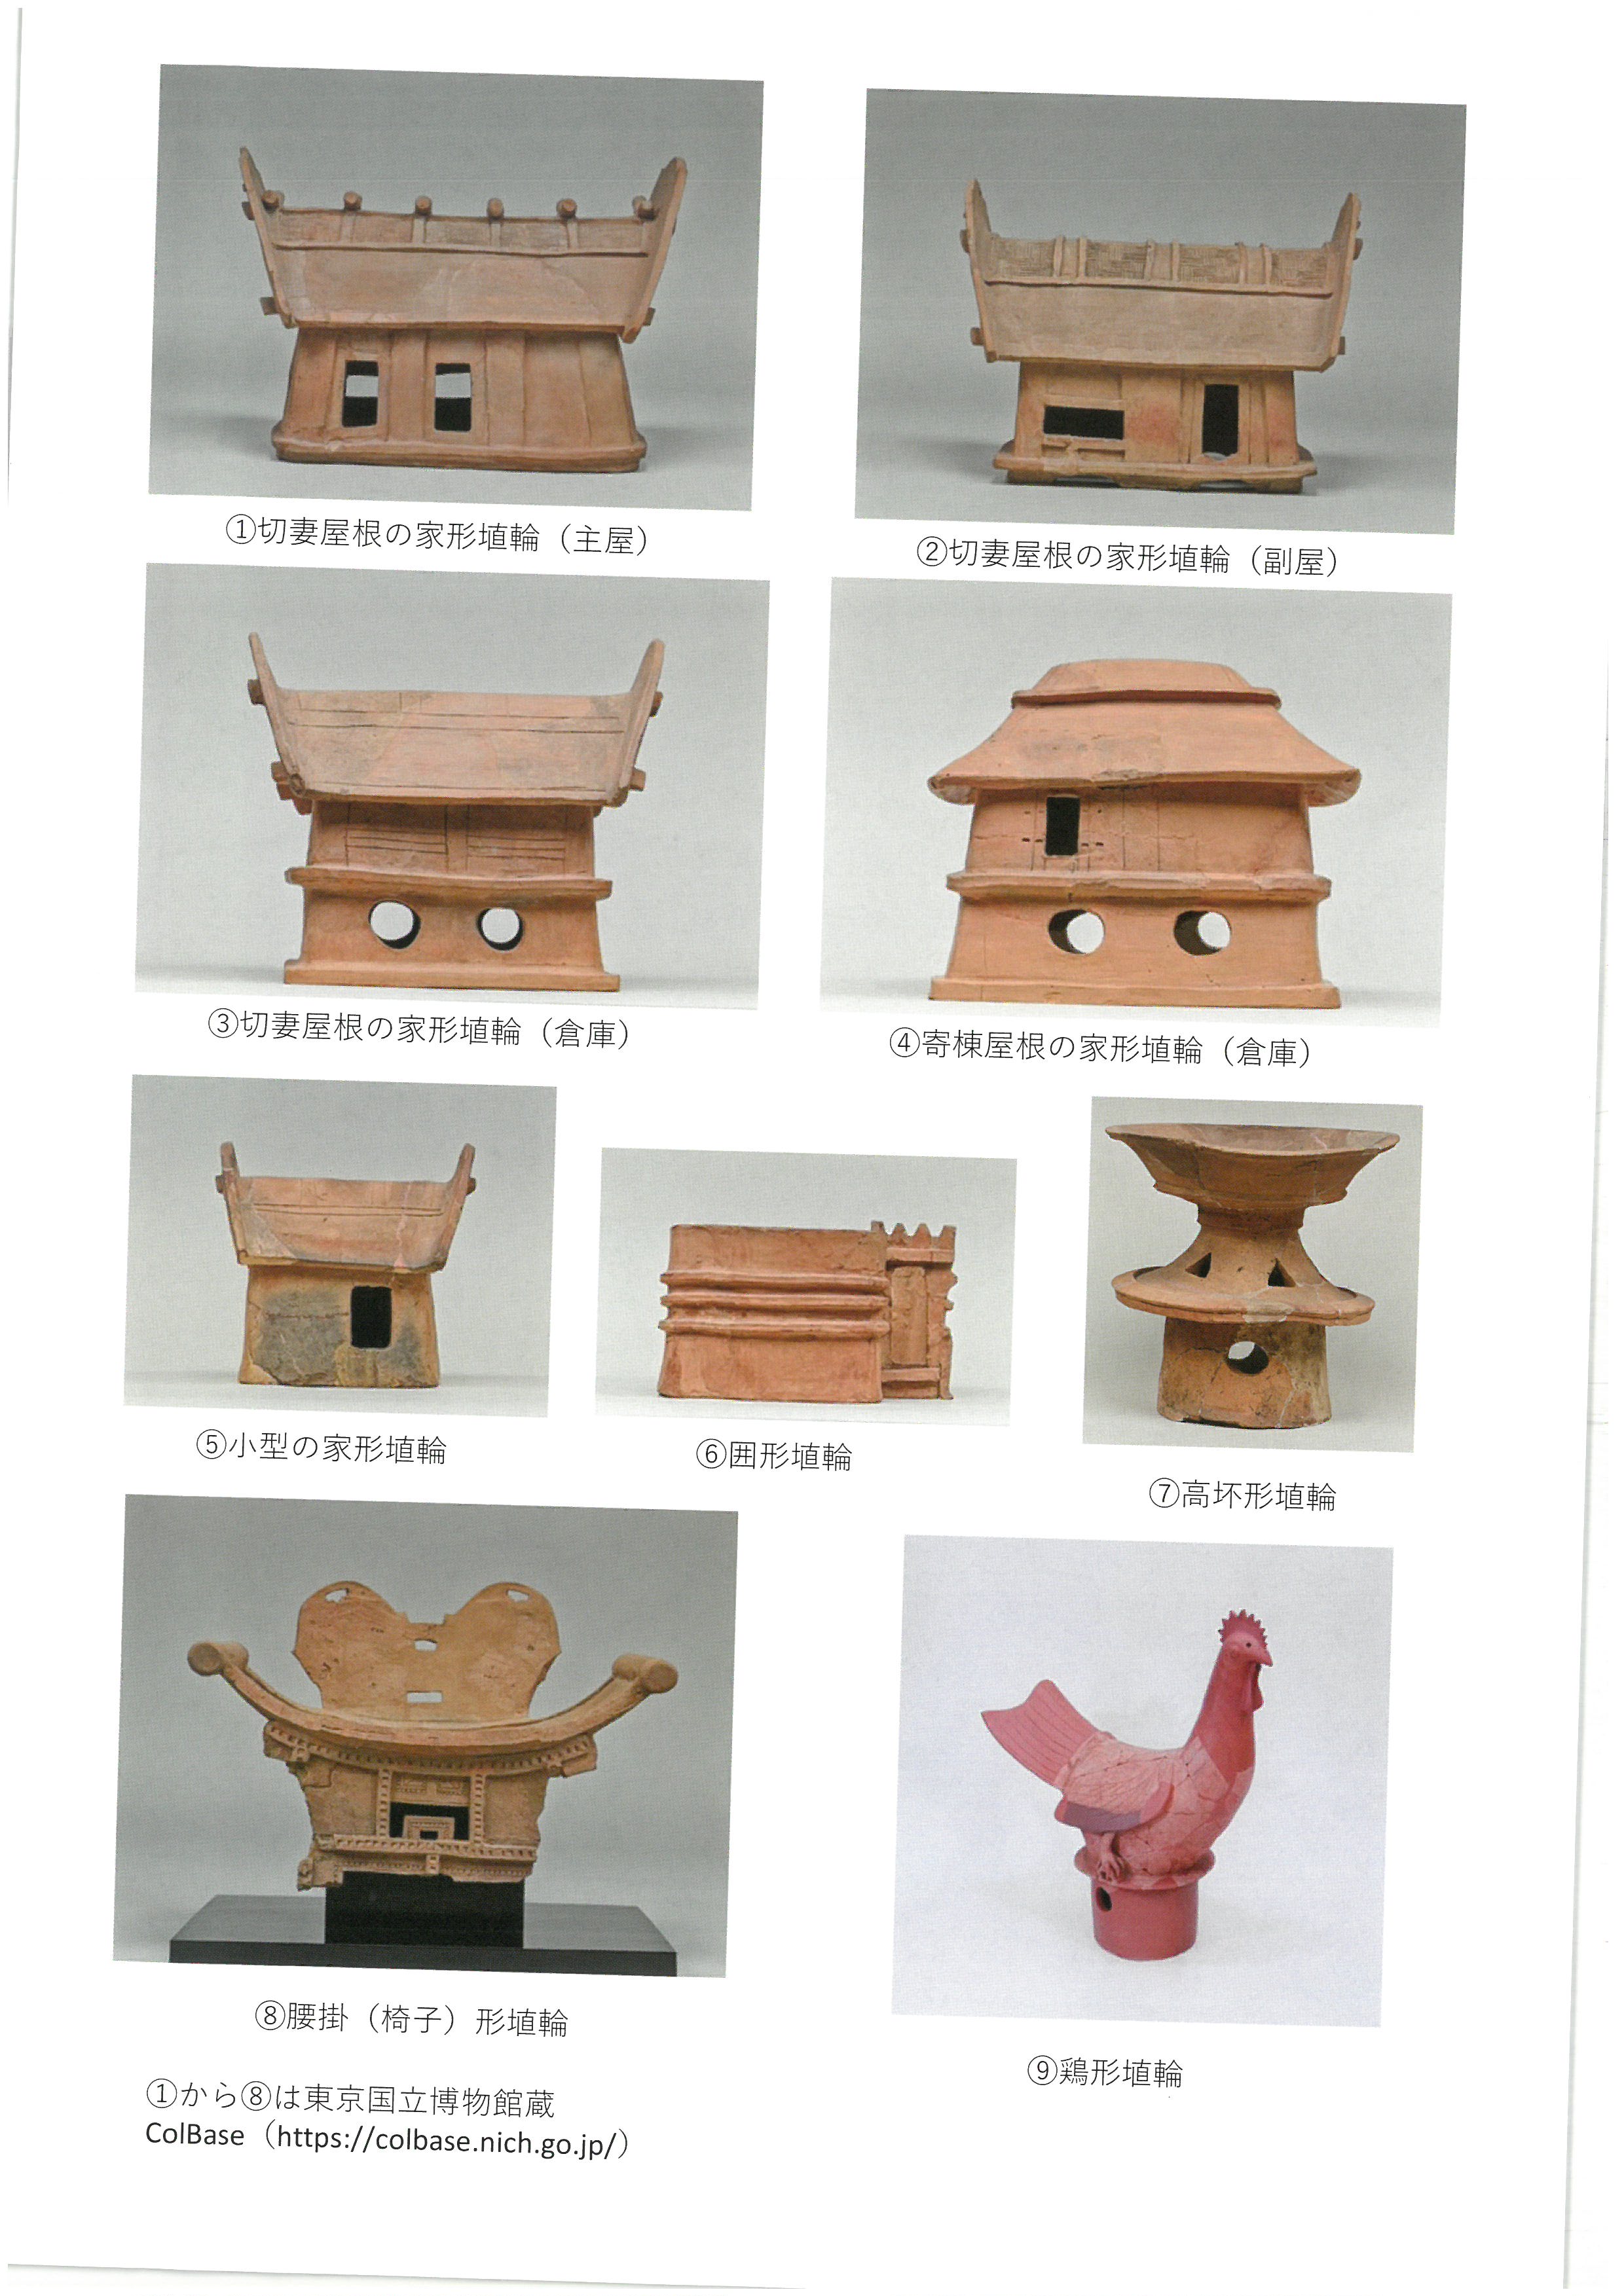 ①切妻屋根の家形埴輪（主屋）
②切妻屋根の家形埴輪（副屋）
③切妻屋根の家形埴輪（倉庫）
④寄棟屋根の家形埴輪（倉庫）
⑤小型の家形埴輪
⑥囲形埴輪
⑦高坏形埴輪
⑧腰掛（椅子）形埴輪
⑨鶏形埴輪
①から⑧は東京国立博物館蔵
ColBase（https://colbase.nich.go.jp/）